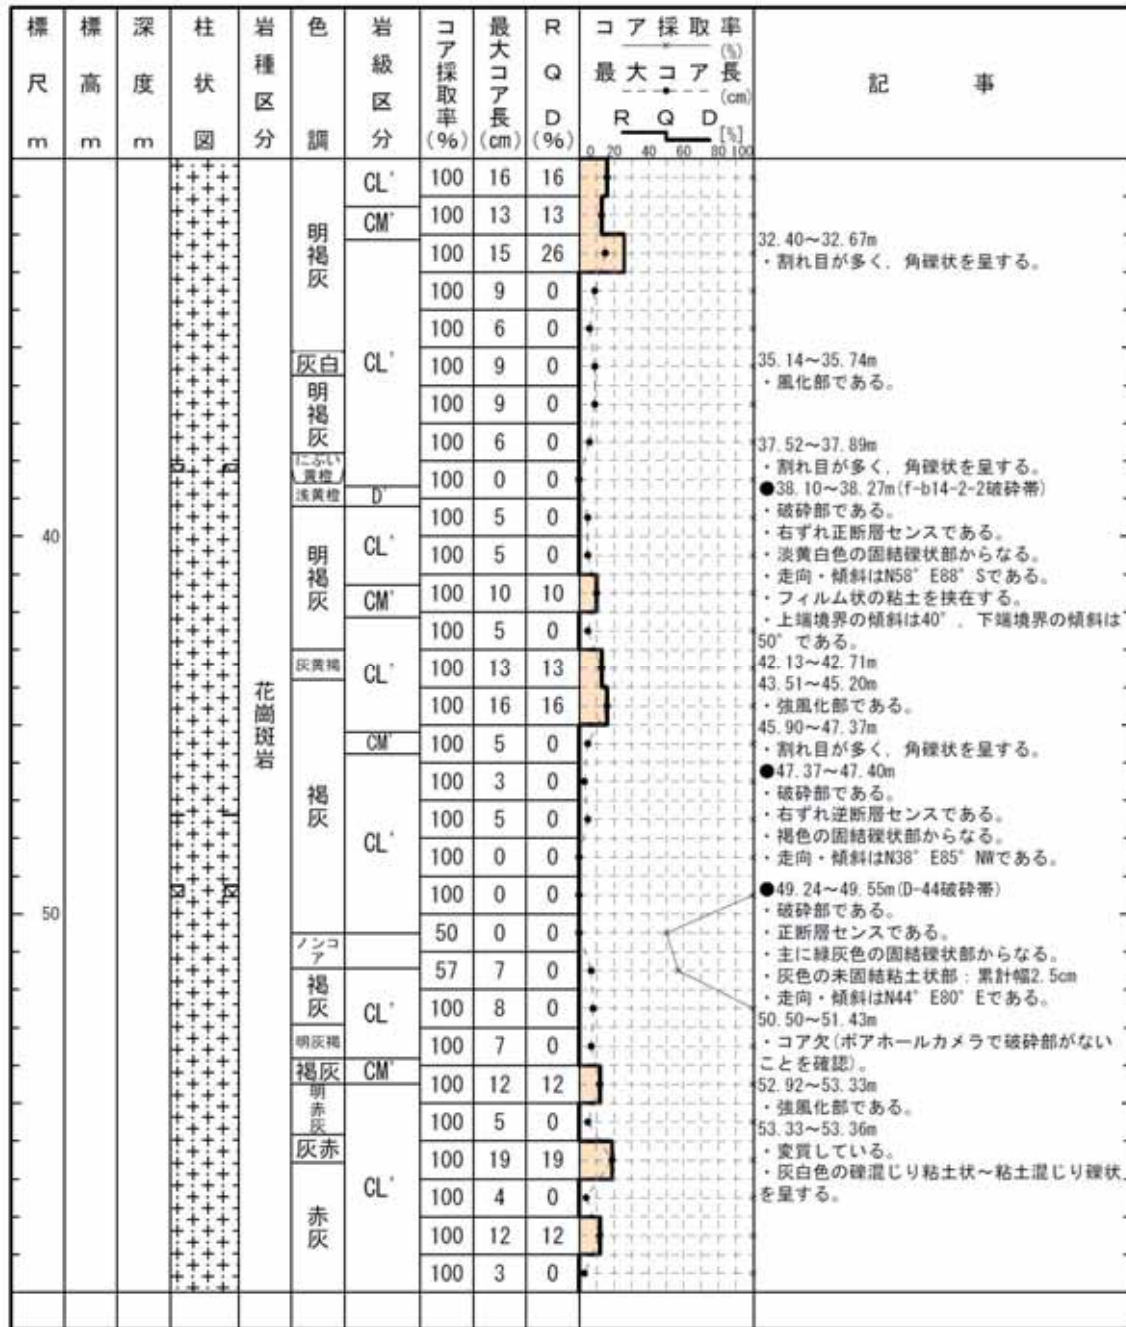 標尺m
標高m
深度m
柱状図
岩種区分
色調
岩級区分
コア採取率(%)
最大コア長(cm)
RQD(%)
コア採取率(%)
最大コア長(cm)
RQD[%]
0 20 40 60 80 100
記事
40
50
花崗斑岩
明褐灰
灰白
明褐灰
にぶい黄橙
浅黄橙
明褐灰
灰黄褐
褐灰
ノンコア
褐灰
明灰褐
褐灰
明赤灰
灰赤
赤灰
CL'
CM'
CL'
D'
CL'
CM'
CL'
CM'
CL'
CL'
CM'
CL'
100 16 16
100 13 13
100 15 26
100 9 0
100 6 0
100 9 0
100 9 0
100 6 0
100 0 0
100 5 0
100 5 0
100 10 10
100 5 0
100 13 13
100 16 16
100 5 0
100 3 0
100 5 0
100 0 0
100 0 0
50 0 0
57 7 0
100 8 0
100 7 0
100 12 12
100 5 0
100 19 19
100 4 0
100 12 12
100 3 0
32.40～32.67m
・割れ目が多く，角礫状を呈する。
35.14～35.74m
・風化部である。
37.52～37.89m
・割れ目が多く，角礫状を呈する。
●38.10～38.27m(f-b14-2-2破砕帯)
・破砕部である。
・右ずれ正断層センスである。
・淡黄白色の固結礫状部からなる。
・走向・傾斜はN58°E88°Sである。
・フィルム状の粘土を挟在する。
・上端境界の傾斜は40°，下端境界の傾斜は
50°である。
42.13～42.71m
43.51～45.20m
・強風化部である。
45.90～47.37m
・割れ目が多く，角礫状を呈する。
●47.37～47.40m
・破砕部である。
・右ずれ逆断層センスである。
・褐色の固結礫状部からなる。
・走向・傾斜はN38°E85°NWである。
●49.24～49.55m(D-44破砕帯)
・破砕部である。
・正断層センスである。
・主に緑灰色の固結礫状部からなる。
・灰色の未固結粘土状部：累計幅2.5cm
・走向・傾斜はN44°E80°Eである。
50.50～51.43m
・コア欠(ボアホールカメラで破砕部がない
ことを確認)。
52.92～53.33m
・強風化部である。
53.33～53.36m
・変質している。
・灰白色の礫混じり粘土状～粘土混じり礫状
を呈する。